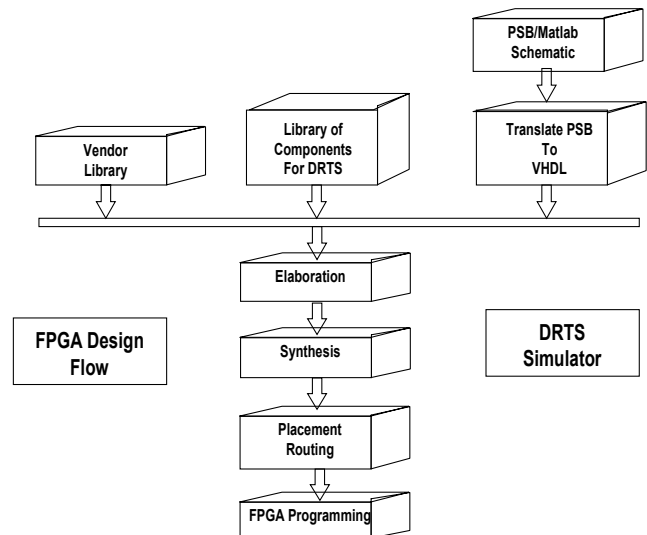 PSB/Matlab
Schematic
Vendor
Library
Library of
Components
For DRTS
Translate PSB
To
VHDL
Elaboration
FPGA Design
Flow
Synthesis
DRTS
Simulator
Placement
Routing
FPGA Programming